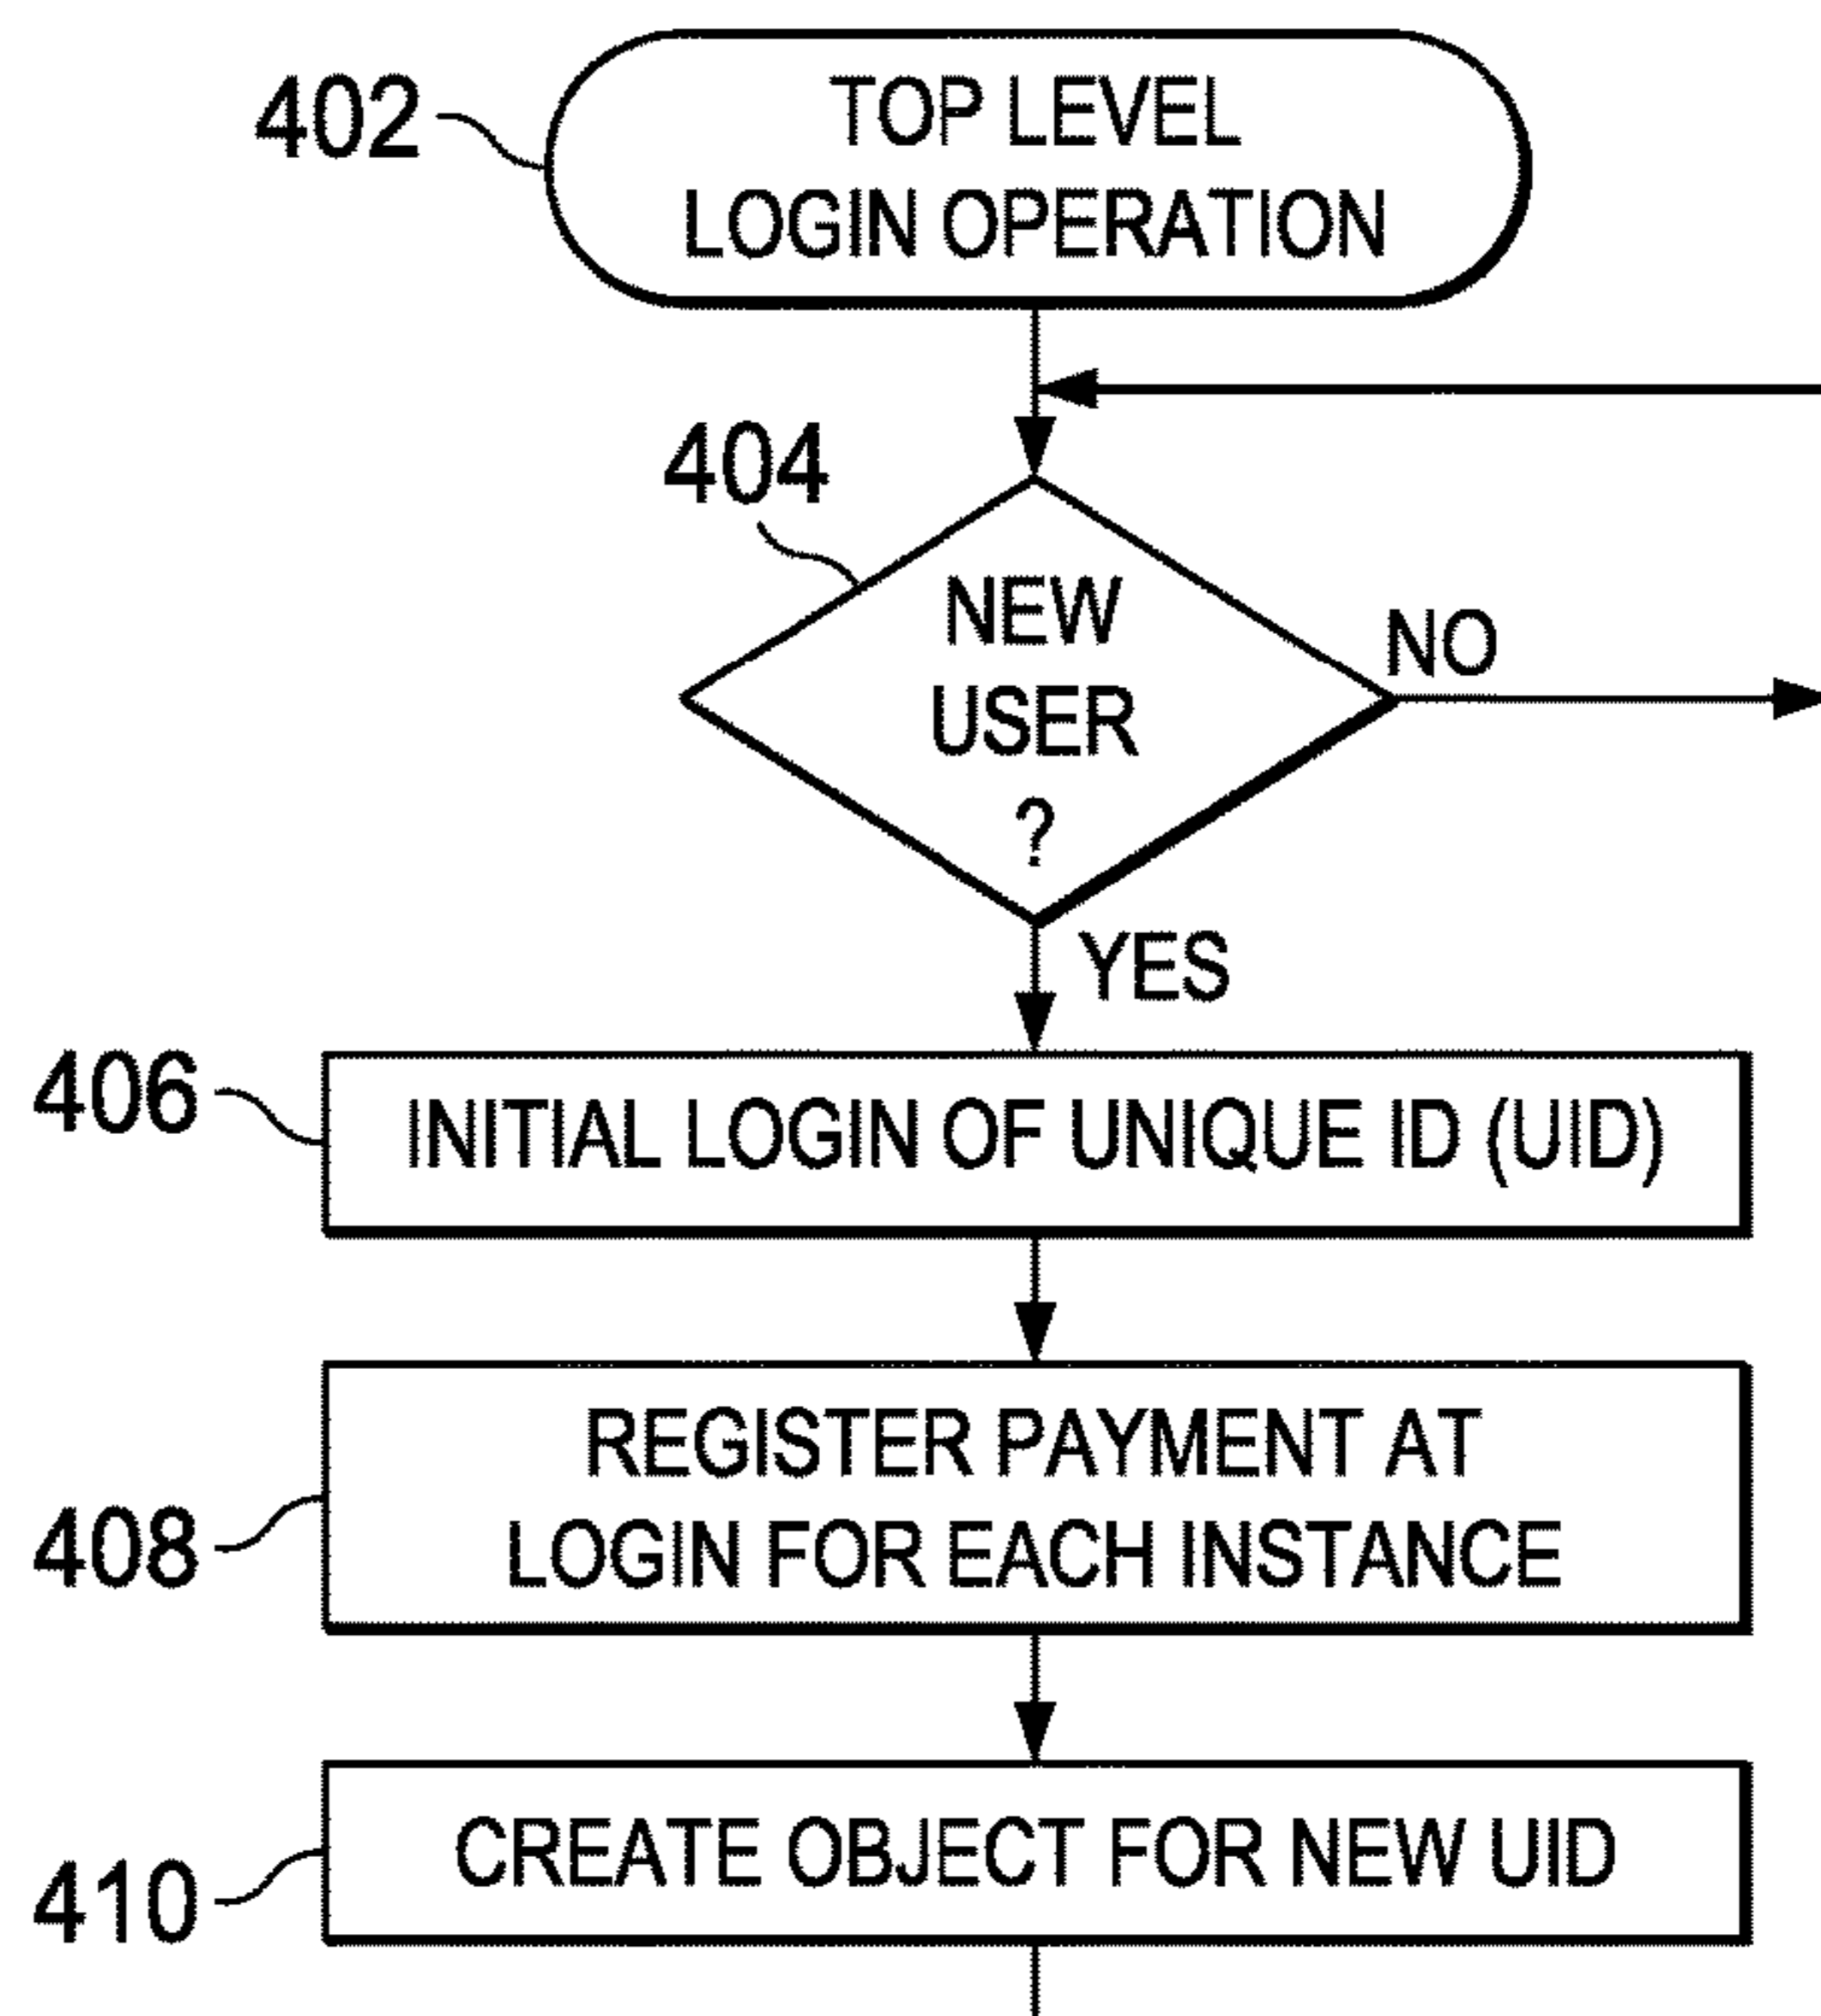 402
TOP LEVEL
LOGIN OPERATION
404
NEW
USER
?
NO
YES
406
INITIAL LOGIN OF UNIQUE ID (UID)
408
REGISTER PAYMENT AT
LOGIN FOR EACH INSTANCE
410
CREATE OBJECT FOR NEW UID